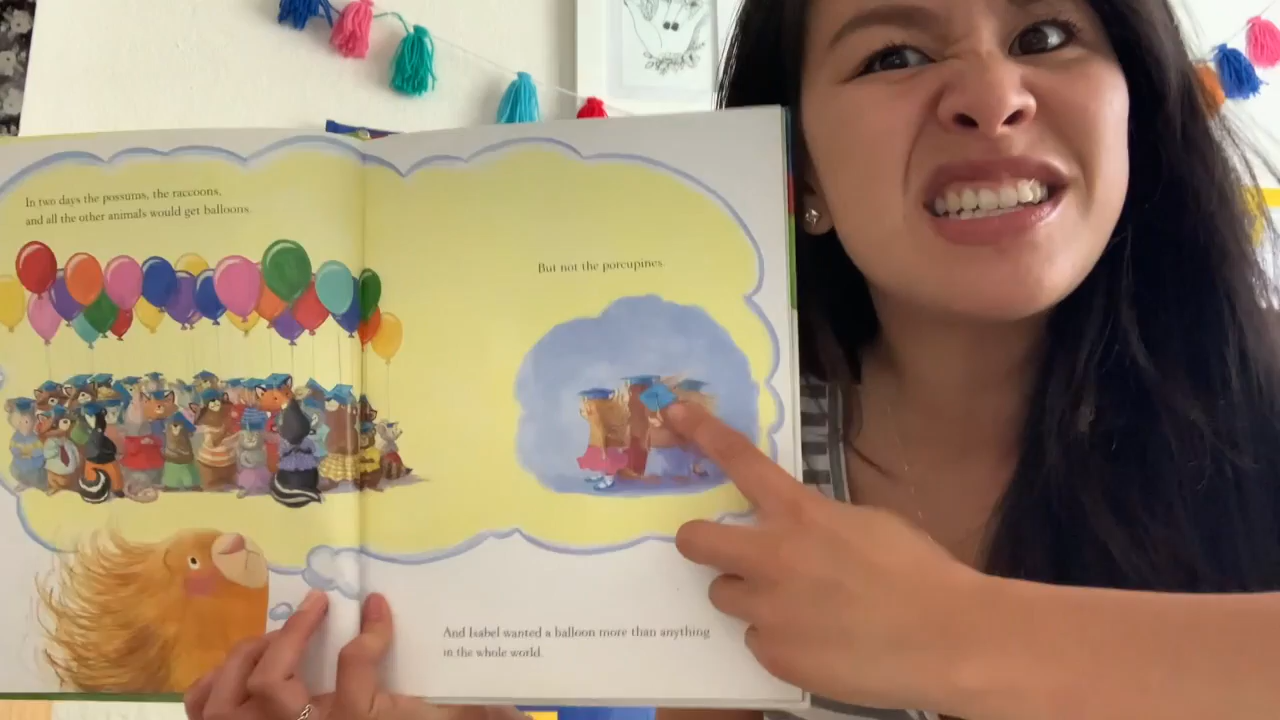 In two days the possums, the raccoons,
and all the other animals would get balloons.
But not the porcupines.
And Isabel wanted a balloon more than anything
in the whole world.